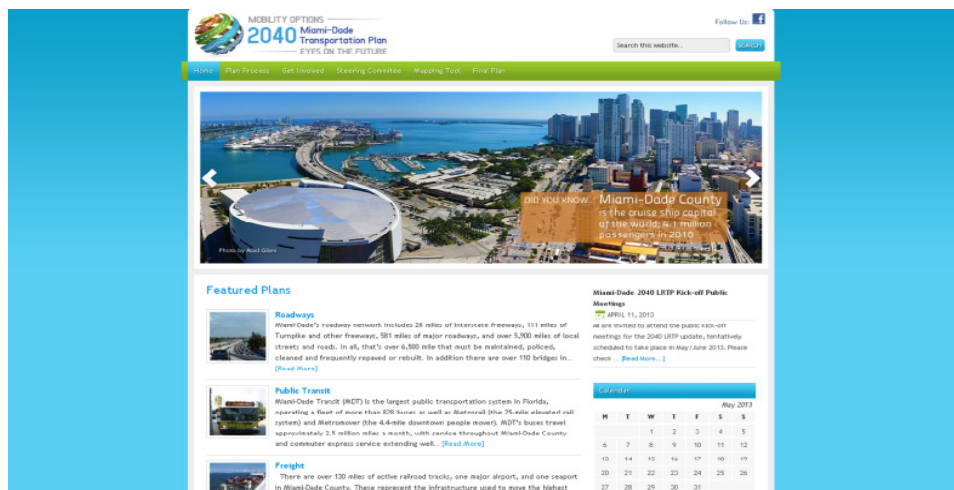 MOBILITY OPTIONS
2040 Miami-Dade
Transportation Plan
EYES ON THE FUTURE
Follow Us:
Search this website...
SEARCH
Home Plan Process Get Involved Steering Committee Mapping Tool Final Plan
DID YOU KNOW... Miami-Dade County
is the cruise ship capital
of the world; 4.1 million
passengers in 2010
Photo by Asad Gilani
Featured Plans
Roadways
Miami-Dade's roadway network includes 28 miles of interstate freeways, 111 miles of
Turnpike and other freeways, 581 miles of major roadways, and over 5,900 miles of local
streets and roads. In all, that's over 6,500 mile that must be maintained, policed,
cleaned and frequently repaved or rebuilt. In addition there are over 110 bridges in...
[Read More]
Public Transit
Miami-Dade Transit (MDT) is the largest public transportation system in Florida,
operating a fleet of more than 828 buses as well as Metrorail (the 25-mile elevated rail
system) and Metromover (the 4.4-mile downtown people mover). MDT's buses travel
approximately 2.5 million miles a month, with service throughout Miami-Dade County
and commuter express service extending well... [Read More]
Freight
There are over 130 miles of active railroad tracks, one major airport, and one seaport
in Miami-Dade County. These represent the infrastructure used to move the highest
Miami-Dade 2040 LRTP Kick-off Public
Meetings
APRIL 11, 2013
All are invited to attend the public kick-off
meetings for the 2040 LRTP update, tentatively
scheduled to take place in May/June 2013. Please
check ... [Read More...]
Calendar
May 2013
M T W T F S S
1 2 3 4 5
6 7 8 9 10 11 12
13 14 15 16 17 18 19
20 21 22 23 24 25 26
27 28 29 30 31